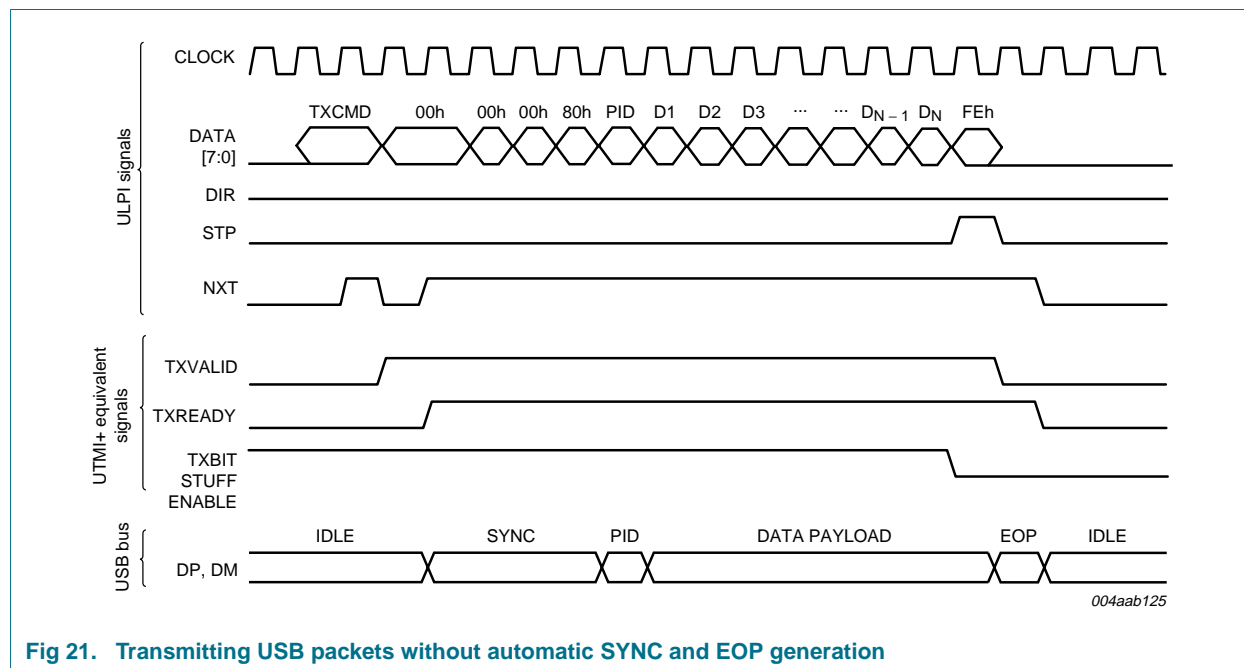 ULPI signals
CLOCK
TXCMD 00h 00h 00h 80h PID D1 D2 D3 ... ... DN − 1 DN FEh
DATA
[7:0]
DIR
STP
NXT
UTMI+ equivalent
signals
TXVALID
TXREADY
TXBIT
STUFF
ENABLE
USB bus
IDLE SYNC PID DATA PAYLOAD EOP IDLE
DP, DM
004aab125
Fig 21. Transmitting USB packets without automatic SYNC and EOP generation